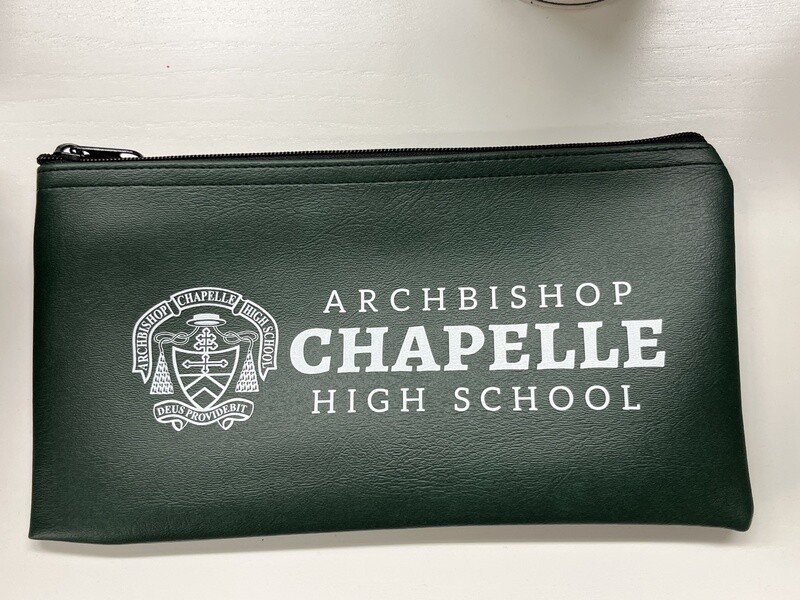 ARCHBISHOP CHAPELLE HIGH SCHOOL
DEUS PROVIDEBIT
ARCHBISHOP
CHAPELLE
HIGH SCHOOL